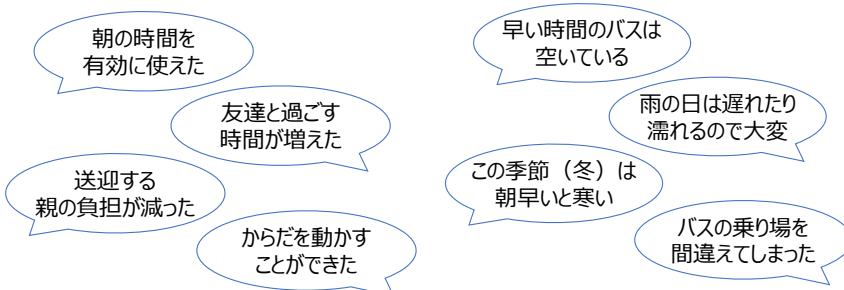 朝の時間を
有効に使えた
友達と過ごす
時間が増えた
送迎する
親の負担が減った
からだを動かす
ことができた
早い時間のバスは
空いている
雨の日は遅れたり
濡れるので大変
この季節（冬）は
朝早いと寒い
バスの乗り場を
間違えてしまった